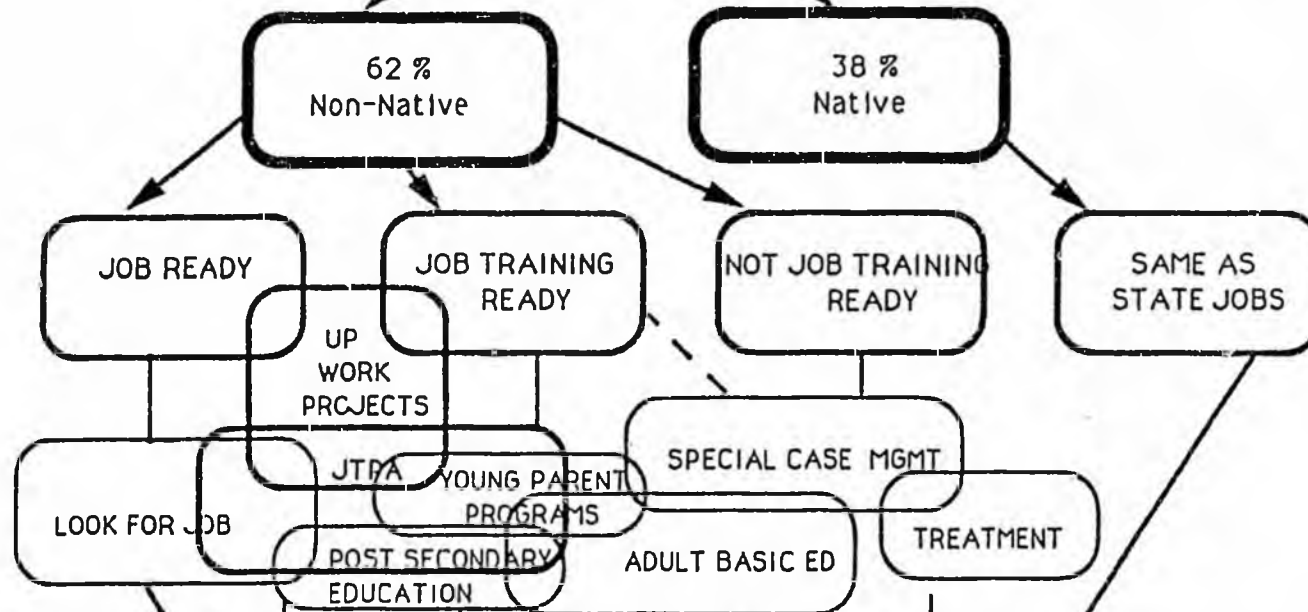 62 %
Non-Native
38 %
Native
JOB READY
JOB TRAINING
READY
NOT JOB TRAINING
READY
SAME AS
STATE JOBS
UP
WORK
PROJECTS
LOOK FOR JOB
JTPA
YOUNG PARENT
PROGRAMS
SPECIAL CASE MGMT
TREATMENT
POST SECONDARY
EDUCATION
ADULT BASIC ED